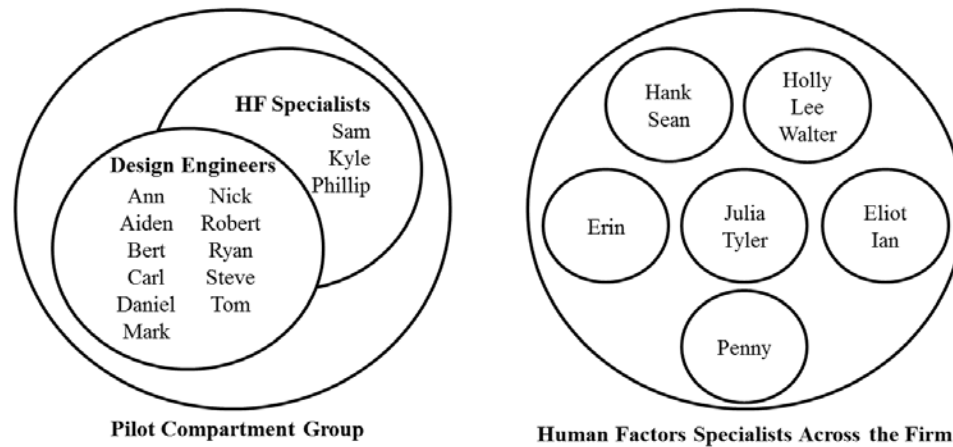 HF Specialists
Sam
Kyle
Phillip
Design Engineers
Ann Nick
Aiden Robert
Bert Ryan
Carl Steve
Daniel Tom
Mark
Pilot Compartment Group
Hank
Sean
Holly
Lee
Walter
Erin
Julia
Tyler
Eliot
Ian
Penny
Human Factors Specialists Across the Firm